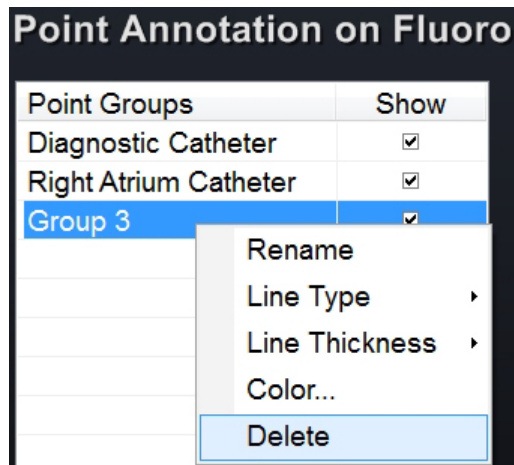 Point Annotation on Fluoro
Point Groups Show
Diagnostic Catheter
Right Atrium Catheter
Group 3
Rename
Line Type
Line Thickness
Color...
Delete